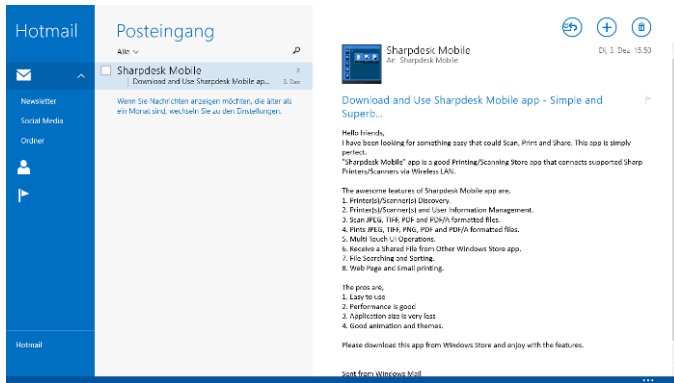 Hotmail
Newsletter
Social Media
Ordner
Hotmail
Posteingang
Alle
Sharpdesk Mobile 2
Download and Use Sharpdesk Mobile ap... 3. Dez
Wenn Sie Nachrichten anzeigen möchten, die älter als
ein Monat sind, wechseln Sie zu den Einstellungen.
Sharpdesk Mobile Di, 3. Dez 15:50
An Sharpdesk Mobile
Download and Use Sharpdesk Mobile app - Simple and
Superb...
Hello friends,
I have been looking for something easy that could Scan, Print and Share. This app is simply
perfect.
"Sharpdesk Mobile" app is a good Printing/Scanning Store app that connects supported Sharp
Printers/Scanners via Wireless LAN.
The awesome features of Sharpdesk Mobile app are,
1. Printer(s)/Scanner(s) Discovery.
2. Printer(s)/Scanner(s) and User Information Management.
3. Scan JPEG, TIFF, PDF and PDF/A formatted files.
4. Pints JPEG, TIFF, PNG, PDF and PDF/A formatted files.
5. Multi Touch UI Operations.
6. Receive a Shared File from Other Windows Store app.
7. File Searching and Sorting.
8. Web Page and Email printing.
The pros are,
1. Easy to use
2. Performance is good
3. Application size is very less
4. Good animation and themes.
Please download this app from Windows Store and enjoy with the features.
Sent from Windows Mail